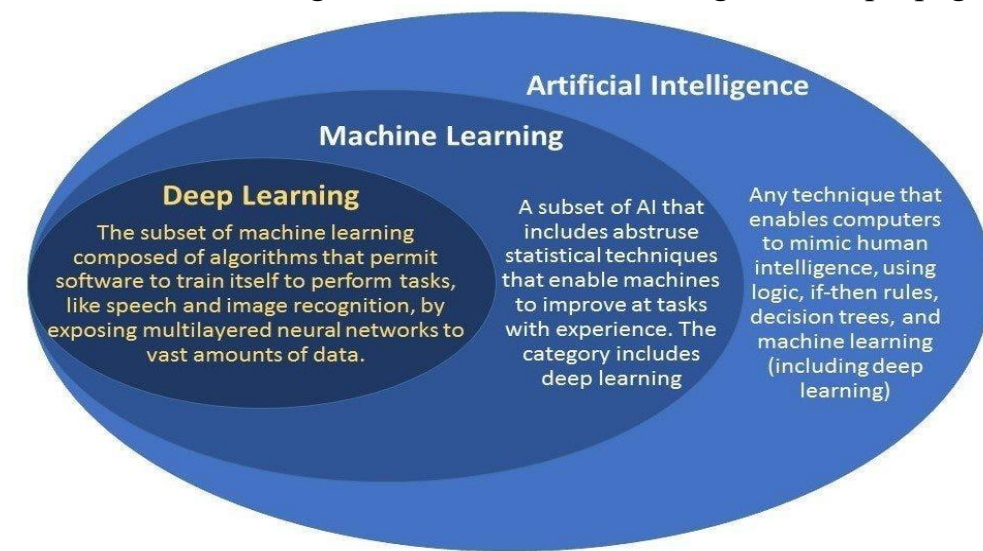 Artificial Intelligence
Machine Learning
Deep Learning
The subset of machine learning
composed of algorithms that permit
software to train itself to perform tasks,
like speech and image recognition, by
exposing multilayered neural networks to
vast amounts of data.
A subset of AI that
includes abstruse
statistical techniques
that enable machines
to improve at tasks
with experience. The
category includes
deep learning
Any technique that
enables computers
to mimic human
intelligence, using
logic, if-then rules,
decision trees, and
machine learning
(including deep
learning)